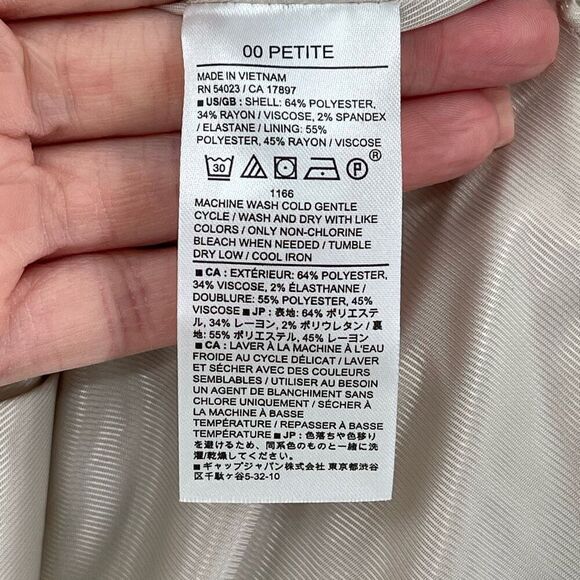 00 PETITE
MADE IN VIETNAM
RN 54023 / CA 17897
■ US/GB : SHELL: 64% POLYESTER,
34% RAYON / VISCOSE, 2% SPANDEX
/ ELASTANE / LINING: 55%
POLYESTER, 45% RAYON / VISCOSE
30 P ®
1166
MACHINE WASH COLD GENTLE
CYCLE / WASH AND DRY WITH LIKE
COLORS / ONLY NON-CHLORINE
BLEACH WHEN NEEDED / TUMBLE
DRY LOW / COOL IRON
■ CA : EXTÉRIEUR: 64% POLYESTER,
34% VISCOSE, 2% ÉLASTHANNE /
DOUBLURE: 55% POLYESTER, 45%
VISCOSE ■ JP : 表地: 64% ポリエステ
ル, 34% レーヨン, 2% ポリウレタン / 裏
地: 55% ポリエステル, 45% レーヨン
■ CA : LAVER À LA MACHINE À L'EAU
FROIDE AU CYCLE DÉLICAT / LAVER
ET SÉCHER AVEC DES COULEURS
SEMBLABLES / UTILISER AU BESOIN
UN AGENT DE BLANCHIMENT SANS
CHLORE UNIQUEMENT / SÉCHER À
LA MACHINE À BASSE
TEMPÉRATURE / REPASSER À BASSE
TEMPÉRATURE ■ JP : 色落ちや色移り
を避けるため、同系色のものと一緒に洗
濯/乾燥してください。
■ ギャップジャパン株式会社 東京都渋谷
区千駄ヶ谷5-32-10